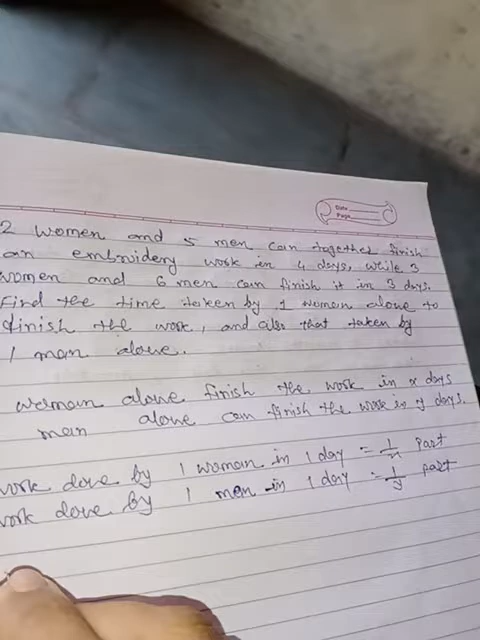 Date
Page
2 women and 5 men can together finish
an embroidery work in 4 days, while 3
women and 6 men can finish it in 3 days.
Find the time taken by 1 women alone to
finish the work, and also that taken by
1 man alone.
woman alone finish the work in x days
man alone can finish the work in y days.
work done by 1 woman in 1 day = 1/x part
work done by 1 men in 1 day = 1/y part